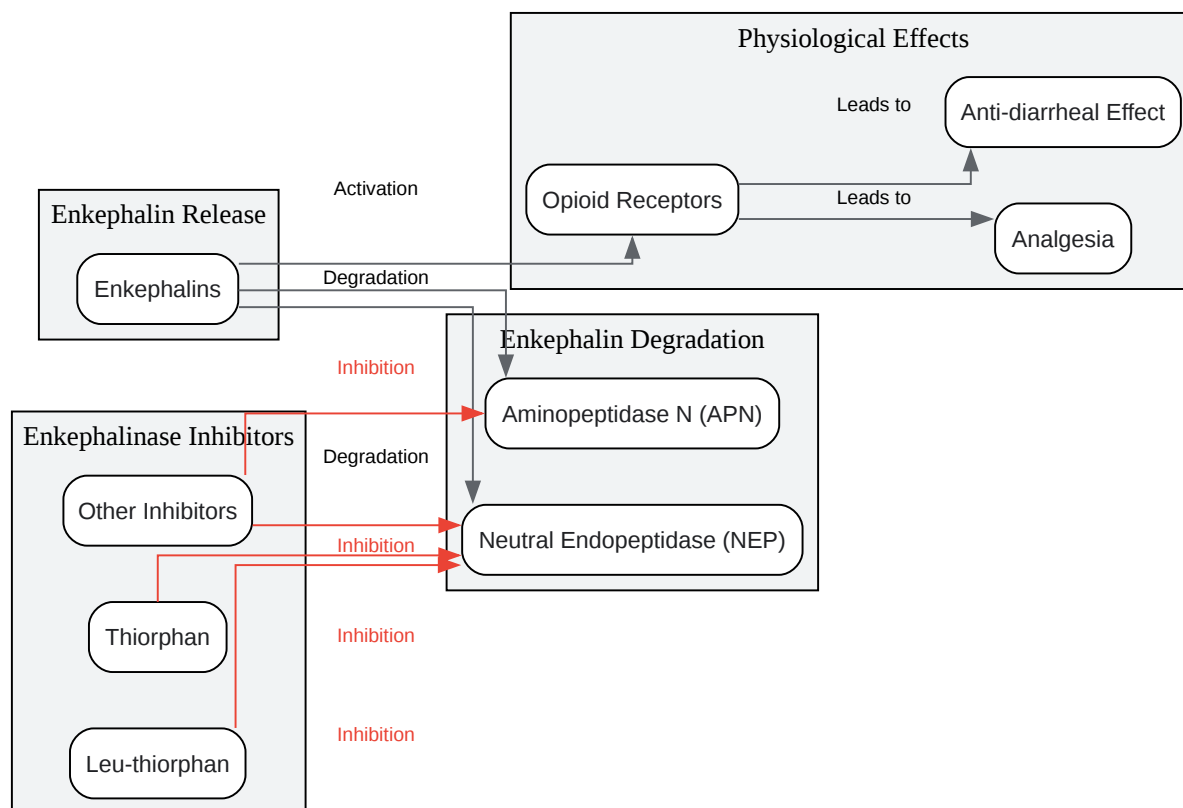 Physiological Effects
Leads to
Anti-diarrheal Effect
Activation
Opioid Receptors
Leads to
Analgesia
Enkephalin Release
Enkephalins
Degradation
Enkephalin Degradation
Inhibition
Aminopeptidase N (APN)
Enkephalinase Inhibitors
Degradation
Other Inhibitors
Inhibition
Neutral Endopeptidase (NEP)
Thiorphan
Inhibition
Leu-thiorphan
Inhibition